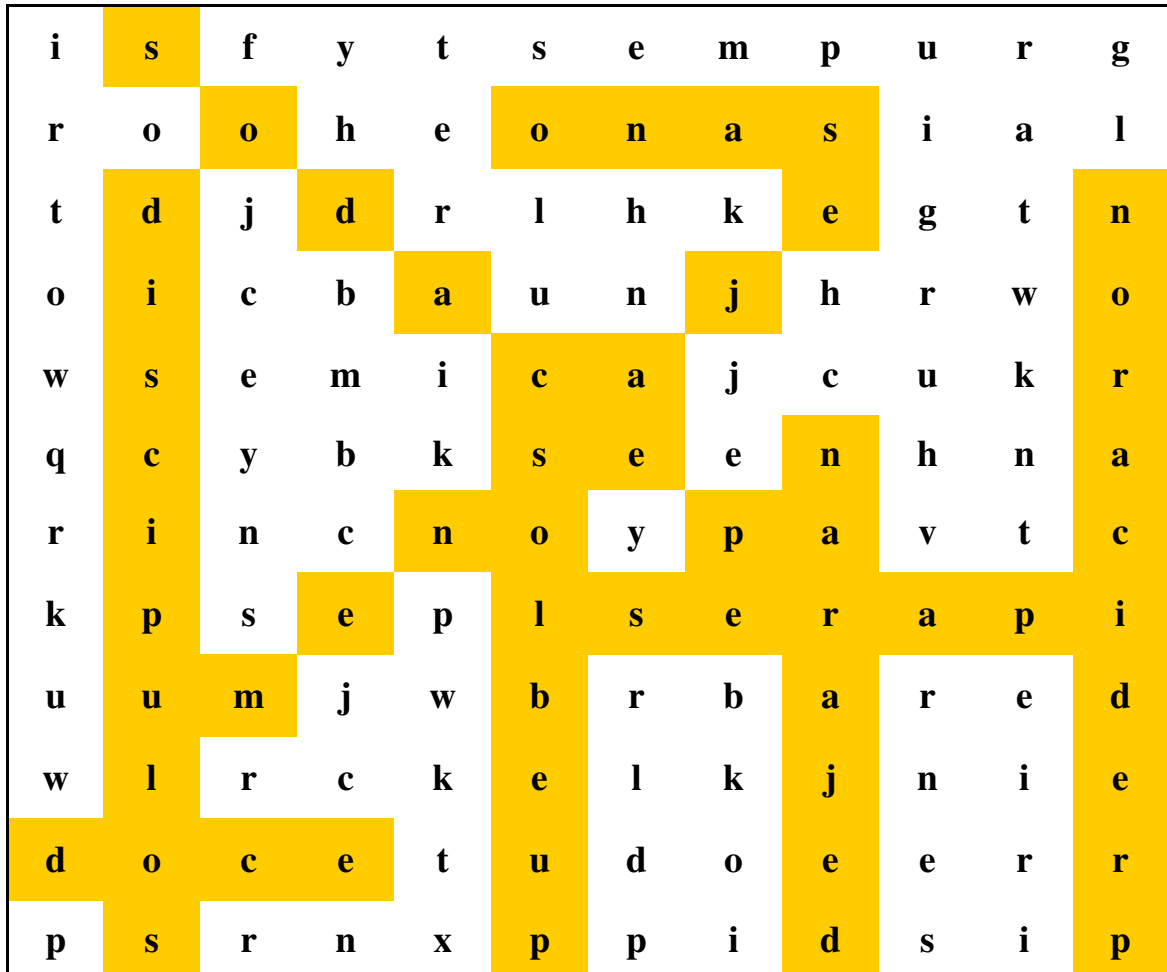 i s f y t s e m p u r g
r o o h e o n a s i a l
t d j d r l h k e g t n
o i c b a u n j h r w o
w s e m i c a j c u k r
q c y b k s e e n h n a
r i n c n o y p a v t c
k p s e p l s e r a p i
u u m j w b r b a r e d
w l r c k e l k j n i e
d o c e t u d o e e r r
p s r n x p p i d s i p